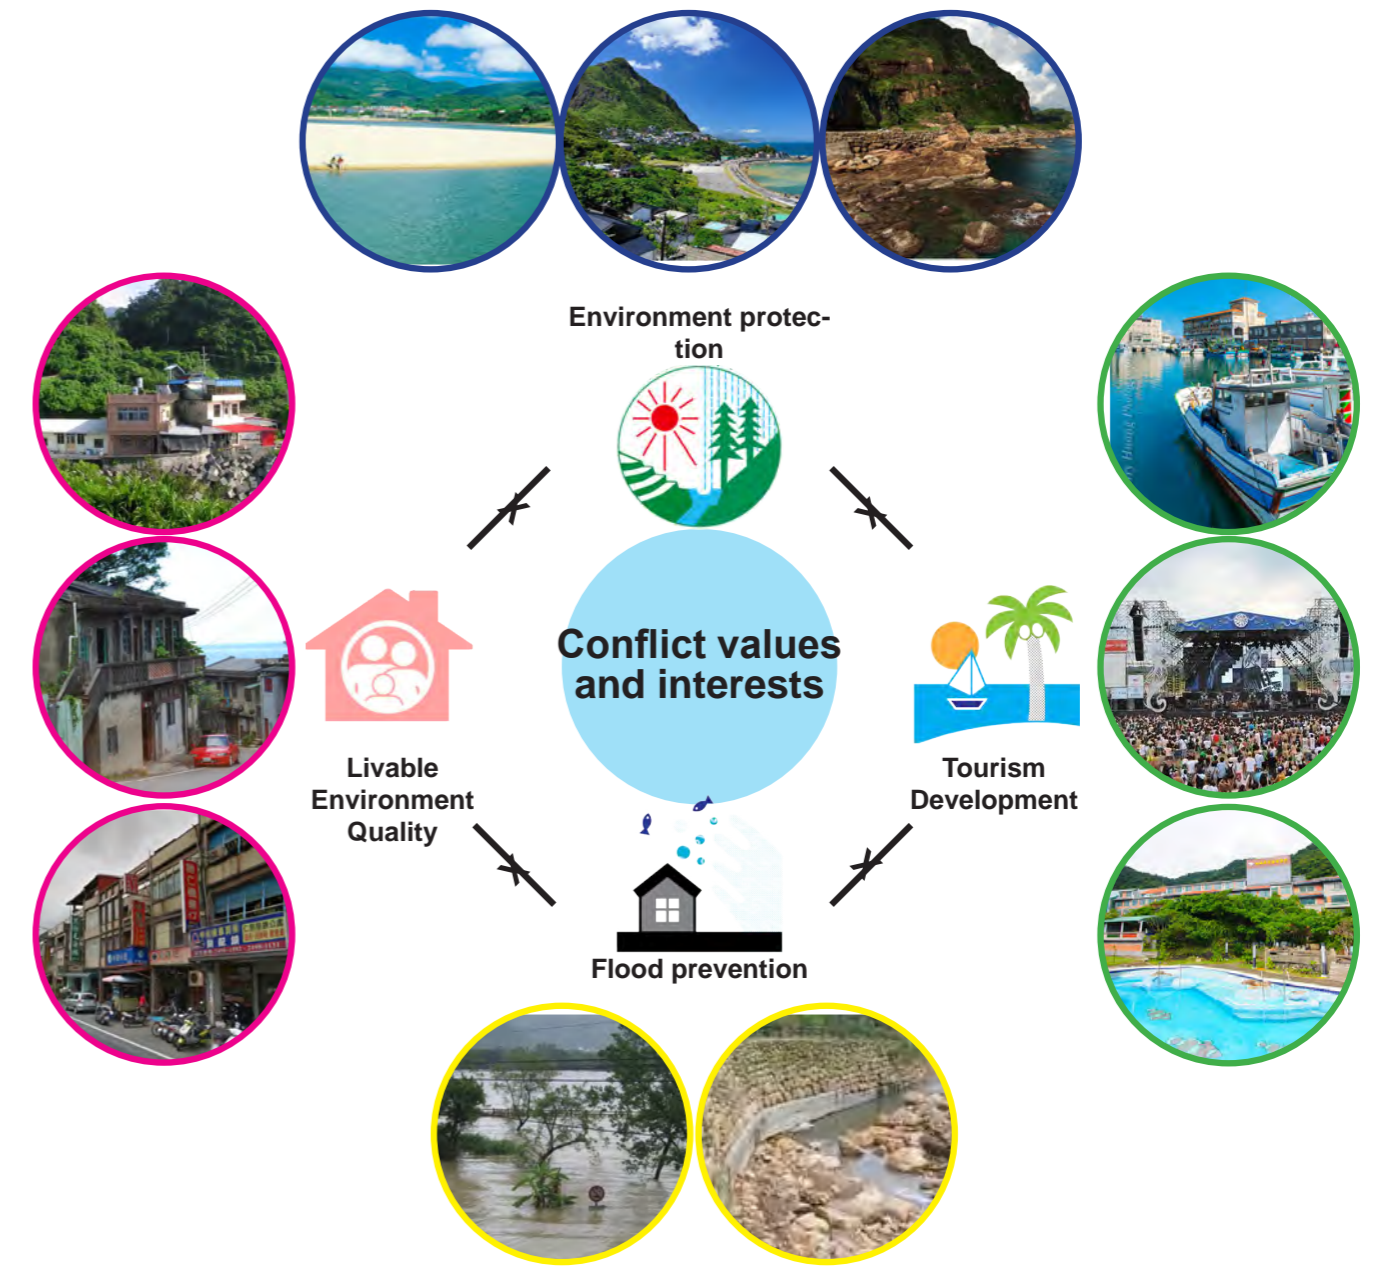 Environment protec-
tion
Conflict values
and interests
Livable
Environment
Quality
Tourism
Development
Flood prevention